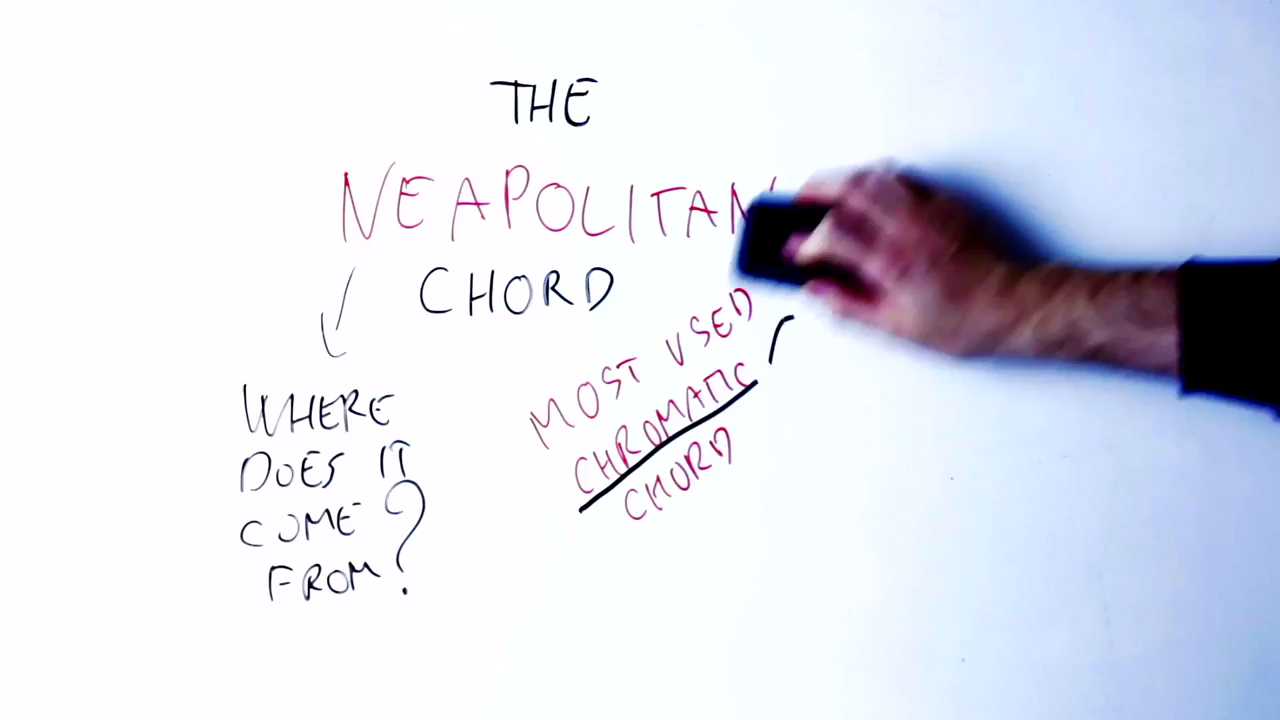 THE
NEAPOLITAN
CHORD
WHERE
DOES IT
COME
FROM?
MOST USED
CHROMATIC
CHORD